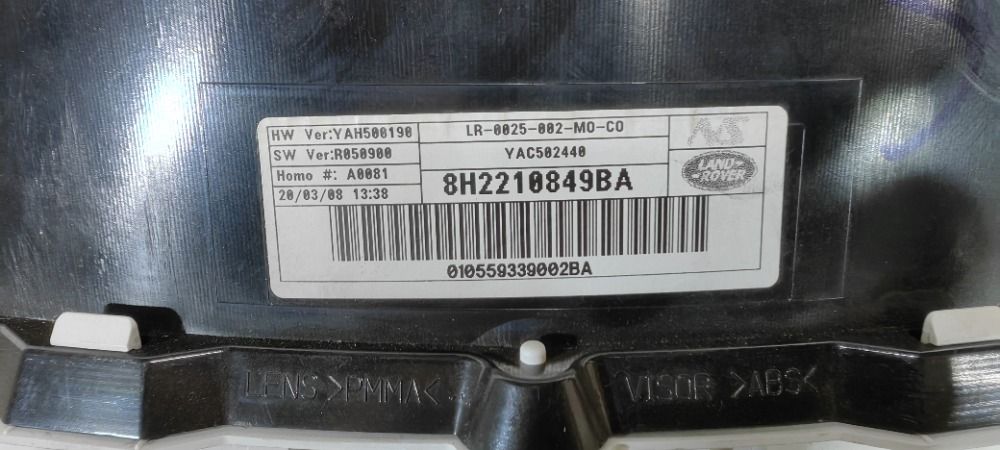 HW Ver:YAH500190
SW Ver:R050900
Homo #: A0081
20/03/08 13:38
LR-0025-002-MO-CO
YAC502440
8H2210849BA
LAND-
ROVER
010559339002BA
LENS >PMMA<
VISOR >ABS<